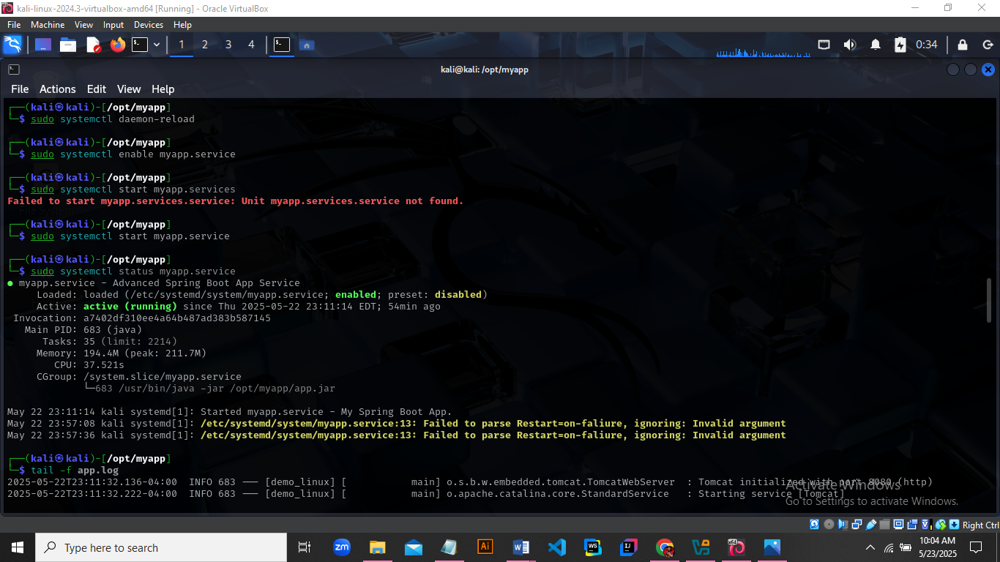 kali-linux-2024.3-virtualbox-amd64 [Running] - Oracle VirtualBox
File Machine View Input Devices Help
1 2 3 4 0:34
kali@kali: /opt/myapp
File Actions Edit View Help
┌──(kali㉿kali)-[/opt/myapp]
└─$ sudo systemctl daemon-reload
┌──(kali㉿kali)-[/opt/myapp]
└─$ sudo systemctl enable myapp.service
┌──(kali㉿kali)-[/opt/myapp]
└─$ sudo systemctl start myapp.services
Failed to start myapp.services.service: Unit myapp.services.service not found.
File System
┌──(kali㉿kali)-[/opt/myapp]
└─$ sudo systemctl start myapp.service
┌──(kali㉿kali)-[/opt/myapp]
└─$ sudo systemctl status myapp.service
● myapp.service - Advanced Spring Boot App Service
Loaded: loaded (/etc/systemd/system/myapp.service; enabled; preset: disabled)
Active: active (running) since Thu 2025-05-22 23:11:14 EDT; 54min ago
Invocation: a7402df310ee4a64b487ad383b587145
Main PID: 683 (java)
Tasks: 35 (limit: 2214)
Memory: 194.4M (peak: 211.7M)
CPU: 37.521s
CGroup: /system.slice/myapp.service
└─683 /usr/bin/java -jar /opt/myapp/app.jar
May 22 23:11:14 kali systemd[1]: Started myapp.service - My Spring Boot App.
May 22 23:57:08 kali systemd[1]: /etc/systemd/system/myapp.service:13: Failed to parse Restart=on-faliure, ignoring: Invalid argument
May 22 23:57:36 kali systemd[1]: /etc/systemd/system/myapp.service:13: Failed to parse Restart=on-faliure, ignoring: Invalid argument
┌──(kali㉿kali)-[/opt/myapp]
└─$ tail -f app.log
2025-05-22T23:11:32.136-04:00 INFO 683 --- [demo_linux] [ main] o.s.b.w.embedded.tomcat.TomcatWebServer : Tomcat initialized with port 8080 (http)
2025-05-22T23:11:32.222-04:00 INFO 683 --- [demo_linux] [ main] o.apache.catalina.core.StandardService : Starting service [Tomcat]
Activate Windows
Go to Settings to activate Windows.
Right Ctrl
Type here to search
zm
Ai
W
WS
IJ
x64
10:04 AM
5/23/2025